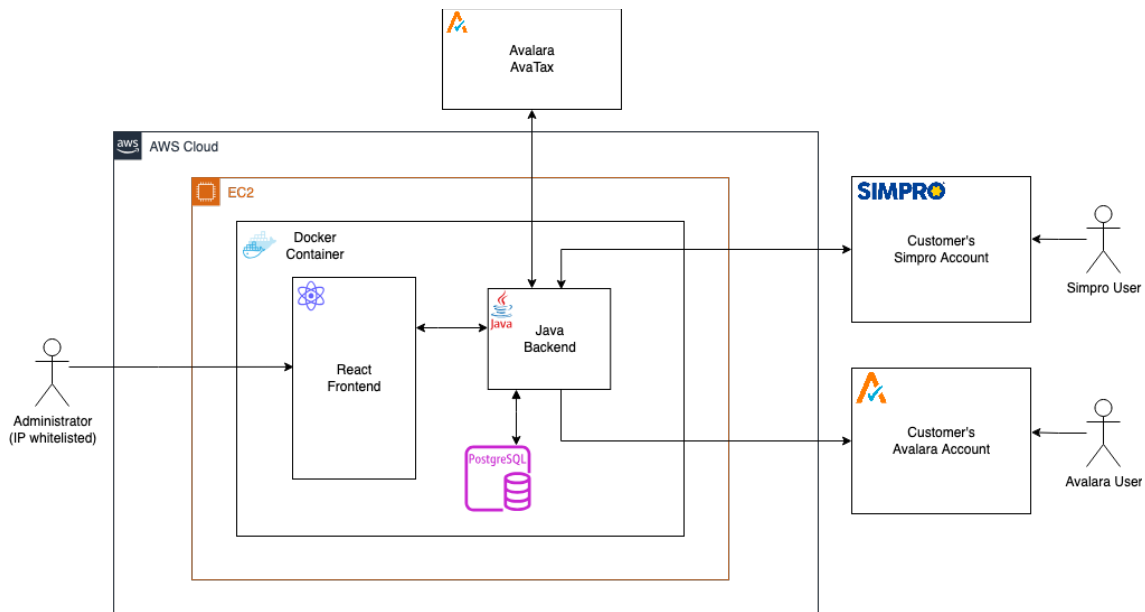 Avalara
AvaTax
aws
AWS Cloud
EC2
SIMPRO
Docker
Container
Customer's
Simpro Account
Simpro User
Java
Java
Backend
React
Frontend
Administrator
(IP whitelisted)
PostgreSQL
Customer's
Avalara Account
Avalara User